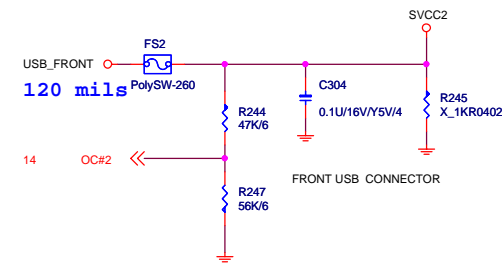 SVCC2
FS2
USB_FRONT
120 mils
PolySW-260
C304
0.1U/16V/Y5V/4
R244
47K/6
R245
X_1KR0402
14 OC#2
FRONT USB CONNECTOR
R247
56K/6